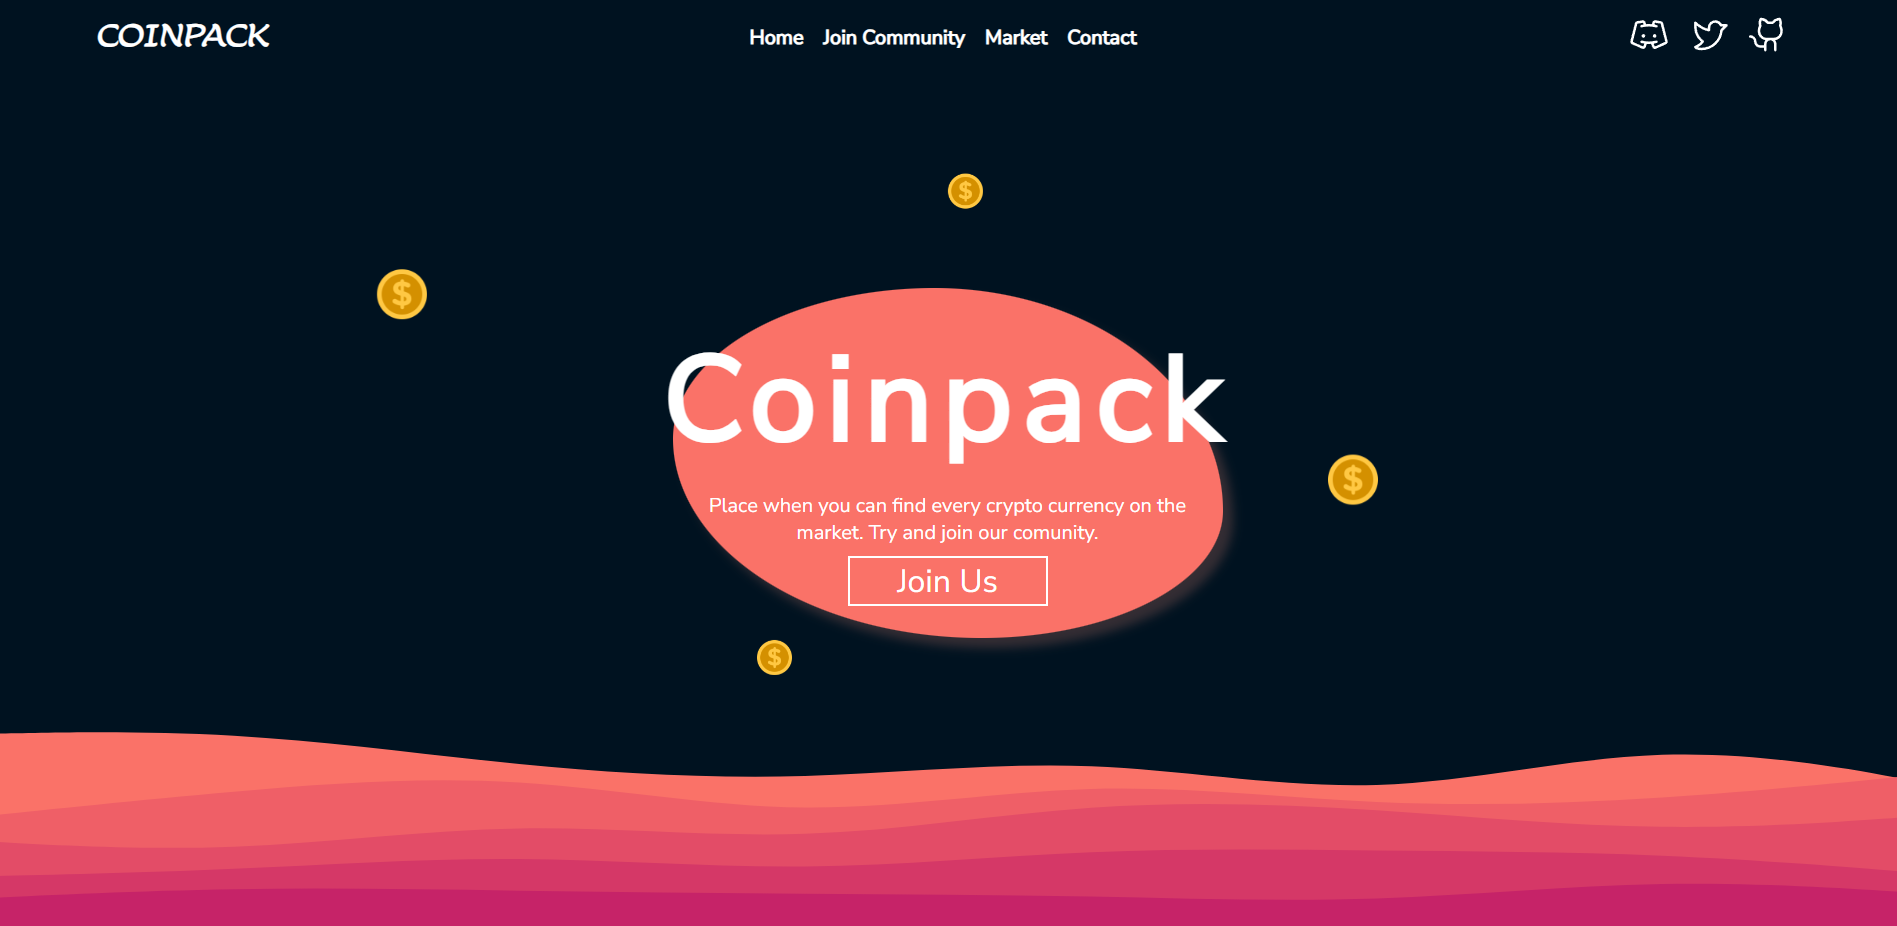 COINPACK
Home Join Community Market Contact
$
$
Coinpack
$
Place when you can find every crypto currency on the
market. Try and join our comunity.
Join Us
$